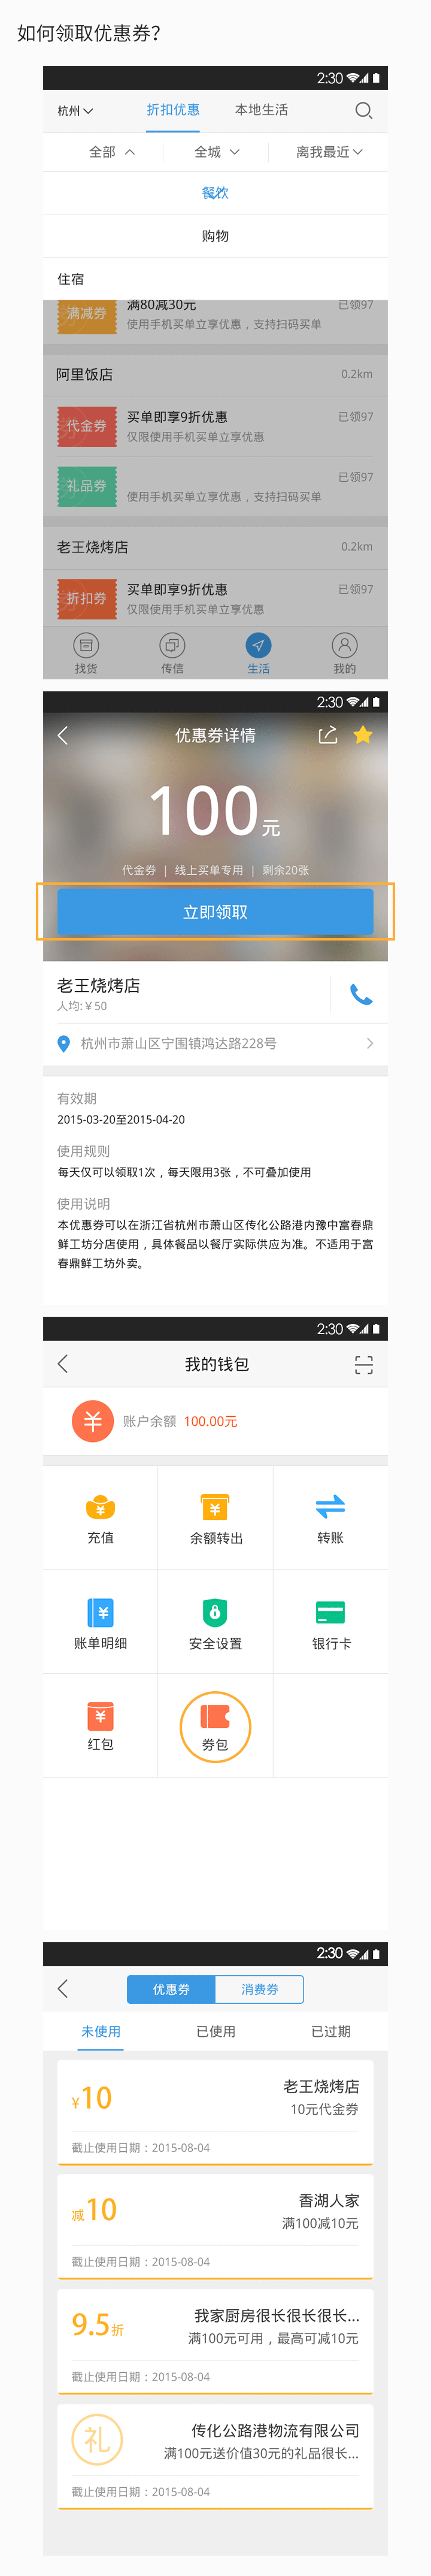 如何领取优惠券?
2:30
杭州 折扣优惠 本地生活
全部 全城 离我最近
餐饮
购物
住宿
满减券 满80减30元 已领97
使用手机买单立享优惠，支持扫码买单
阿里饭店 0.2km
代金券 买单即享9折优惠 已领97
仅限使用手机买单立享优惠
礼品券 已领97
使用手机买单立享优惠，支持扫码买单
老王烧烤店 0.2km
折扣券 买单即享9折优惠 已领97
仅限使用手机买单立享优惠
找货 传信 生活 我的
2:30
优惠券详情
100元
代金券 | 线上买单专用 | 剩余20张
立即领取
老王烧烤店
人均:￥50
杭州市萧山区宁围镇鸿达路228号
有效期
2015-03-20至2015-04-20
使用规则
每天仅可以领取1次，每天限用3张，不可叠加使用
使用说明
本优惠券可以在浙江省杭州市萧山区传化公路港内豫中富春鼎
鲜工坊分店使用，具体餐品以餐厅实际供应为准。不适用于富
春鼎鲜工坊外卖。
2:30
我的钱包
¥ 账户余额 100.00元
充值 余额转出 转账
账单明细 安全设置 银行卡
红包 券包
2:30
优惠劵 消费劵
未使用 已使用 已过期
¥10 老王烧烤店
10元代金劵
截止使用日期：2015-08-04
减10 香湖人家
满100减10元
截止使用日期：2015-08-04
9.5折 我家厨房很长很长很长...
满100元可用，最高可减10元
截止使用日期：2015-08-04
礼 传化公路港物流有限公司
满100元送价值30元的礼品很长...
截止使用日期：2015-08-04